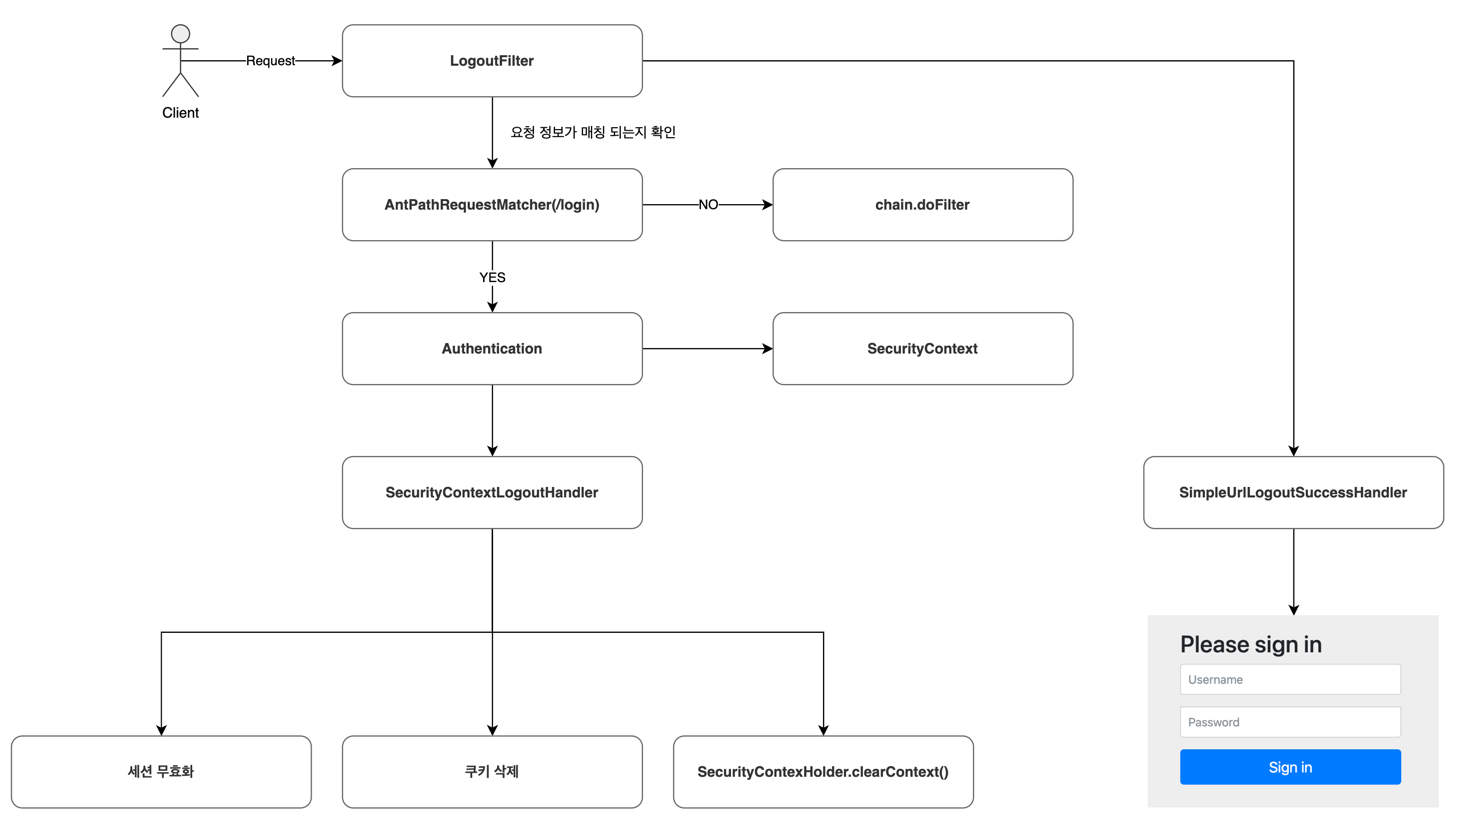 Request
LogoutFilter
Client
요청 정보가 매칭 되는지 확인
AntPathRequestMatcher(/login)
NO
chain.doFilter
YES
Authentication
SecurityContext
SecurityContextLogoutHandler
SimpleUrlLogoutSuccessHandler
Please sign in
Username
Password
Sign in
세션 무효화
쿠키 삭제
SecurityContexHolder.clearContext()